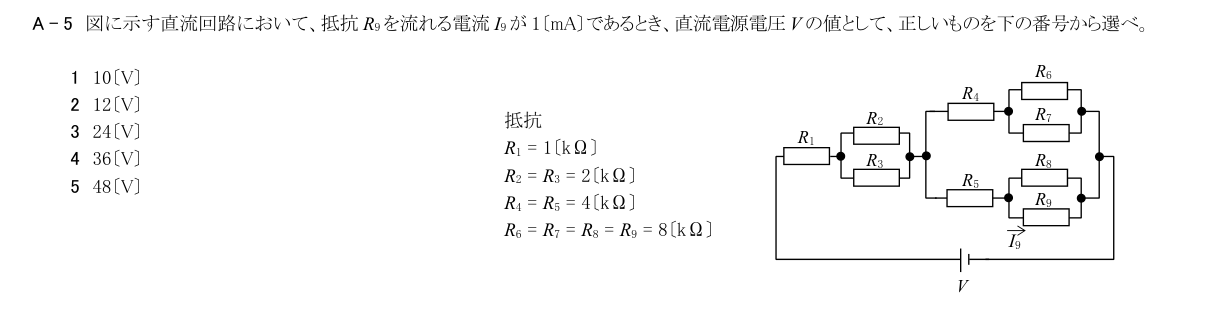 A－5 図に示す直流回路において、抵抗 R₉を流れる電流 I₉が 1〔mA〕であるとき、直流電源電圧 V の値として、正しいものを下の番号から選べ。
1 10〔V〕
2 12〔V〕
3 24〔V〕
4 36〔V〕
5 48〔V〕
抵抗
R₁ = 1〔kΩ〕
R₂ = R₃ = 2〔kΩ〕
R₄ = R₅ = 4〔kΩ〕
R₆ = R₇ = R₈ = R₉ = 8〔kΩ〕
R₁
R₂
R₃
R₄
R₆
R₇
R₅
R₈
R₉
I₉
V